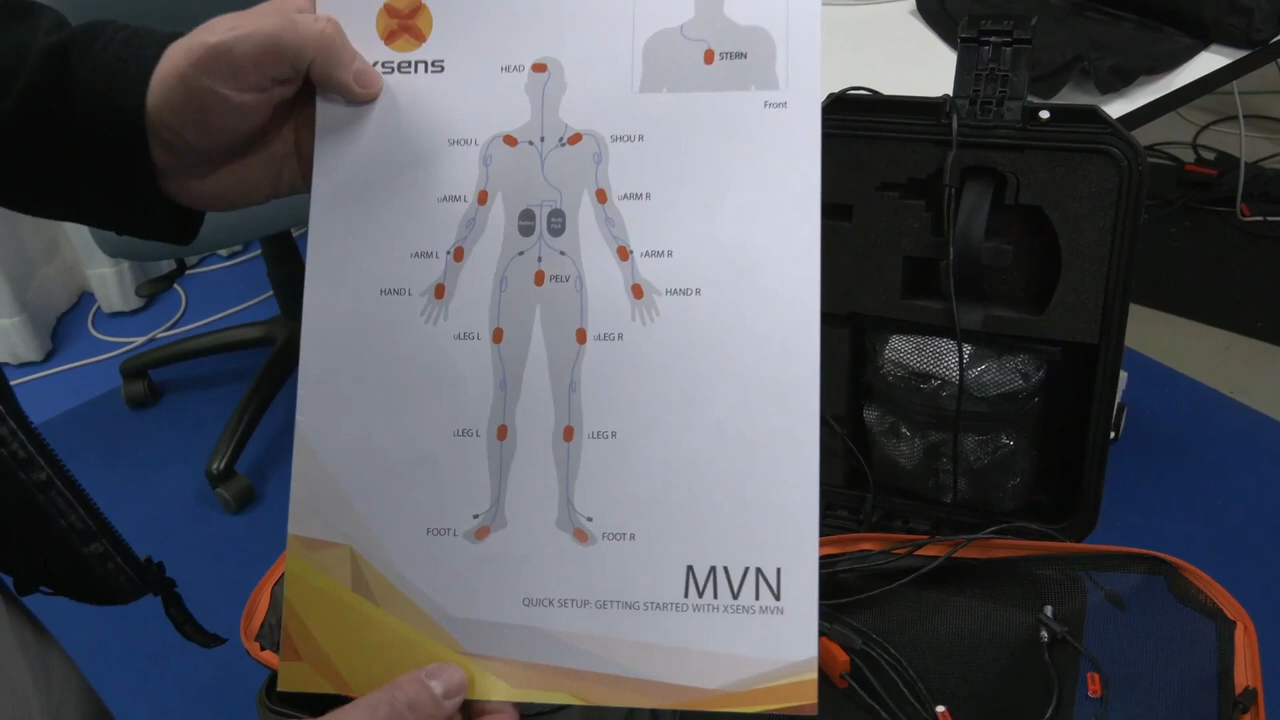 xsens
STERN
Front
HEAD
SHOU L
SHOU R
uARM L
uARM R
fARM L
fARM R
PELV
HAND L
HAND R
uLEG L
uLEG R
lLEG L
lLEG R
FOOT L
FOOT R
MVN
QUICK SETUP: GETTING STARTED WITH XSENS MVN